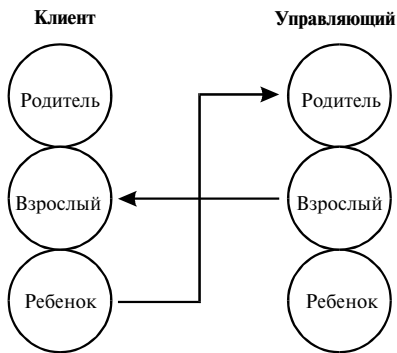 Клиент Управляющий
Родитель Родитель
Взрослый Взрослый
Ребенок Ребенок